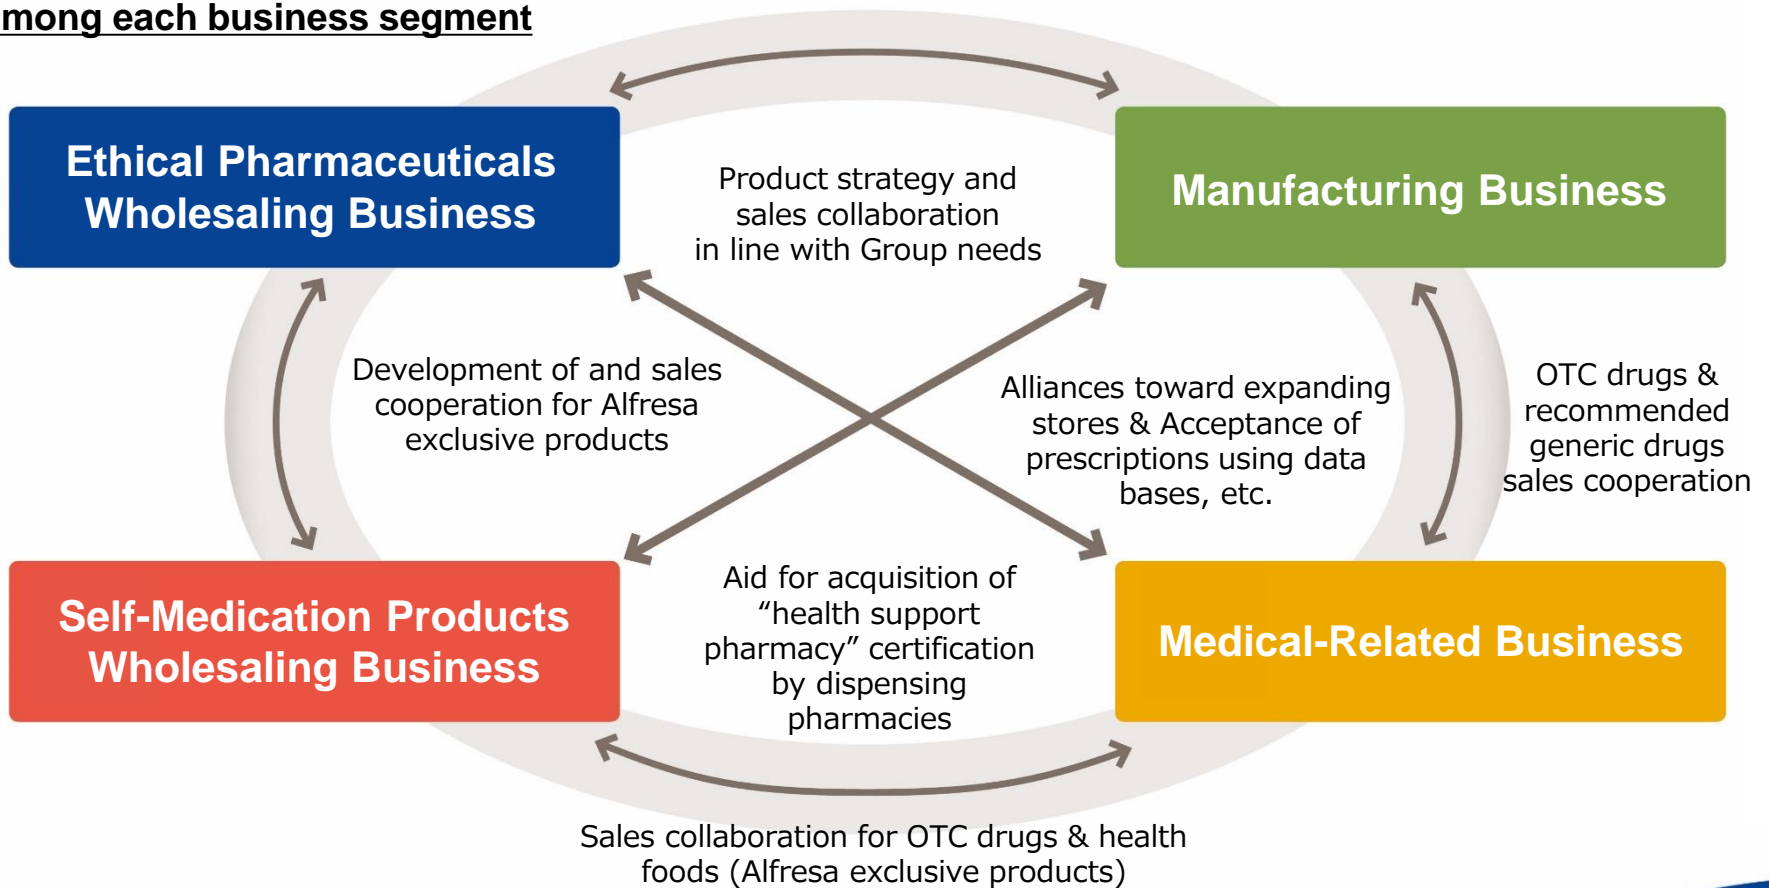 among each business segment
Ethical Pharmaceuticals
Wholesaling Business
Manufacturing Business
Product strategy and
sales collaboration
in line with Group needs
Development of and sales
cooperation for Alfresa
exclusive products
Alliances toward expanding
stores & Acceptance of
prescriptions using data
bases, etc.
OTC drugs &
recommended
generic drugs
sales cooperation
Self-Medication Products
Wholesaling Business
Aid for acquisition of
“health support
pharmacy” certification
by dispensing
pharmacies
Medical-Related Business
Sales collaboration for OTC drugs & health
foods (Alfresa exclusive products)